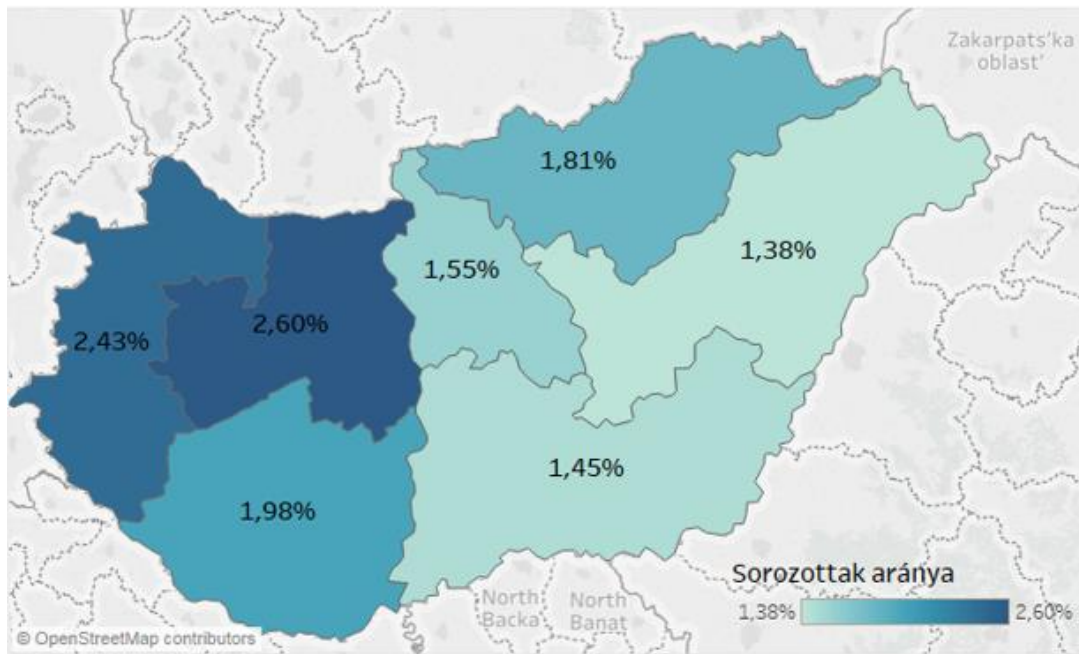 Zakarpats'ka
oblast'
1,81%
1,38%
1,55%
2,60%
2,43%
1,45%
1,98%
Sorozottak aránya
1,38%
2,60%
North
Backa
North
Banat
© OpenStreetMap contributors